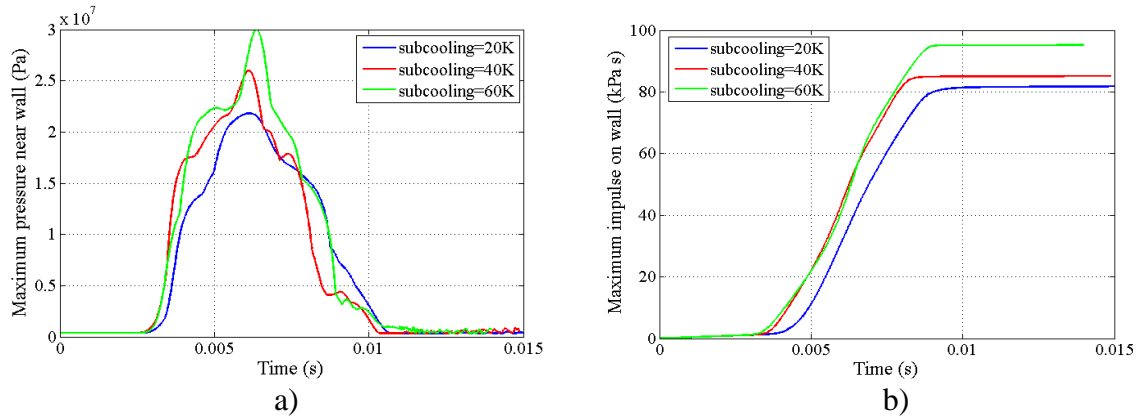 x 10^7
3
2.5
2
1.5
1
0.5
0
Maximum pressure near wall (Pa)
subcooling=20K
subcooling=40K
subcooling=60K
0 0.005 0.01 0.015
Time (s)
a)
100
80
60
40
20
0
Maximum impulse on wall (kPa s)
subcooling=20K
subcooling=40K
subcooling=60K
0 0.005 0.01 0.015
Time (s)
b)